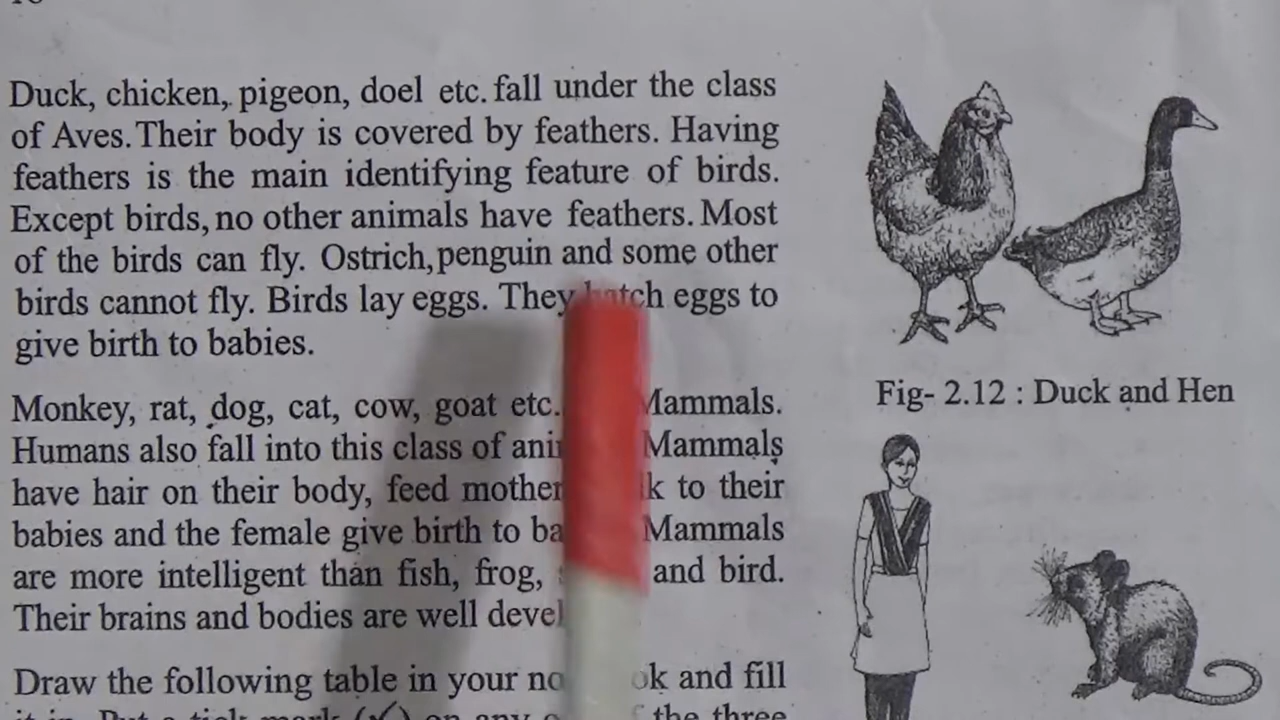 Duck, chicken, pigeon, doel etc. fall under the class
of Aves. Their body is covered by feathers. Having
feathers is the main identifying feature of birds.
Except birds, no other animals have feathers. Most
of the birds can fly. Ostrich, penguin and some other
birds cannot fly. Birds lay eggs. They hatch eggs to
give birth to babies.
Fig- 2.12 : Duck and Hen
Monkey, rat, dog, cat, cow, goat etc. Mammals.
Humans also fall into this class of Mammals
have hair on their body, feed mother to their
babies and the female give birth to Mammals
are more intelligent than fish, frog, and bird.
Their brains and bodies are well
Draw the following table in your and fill
the three